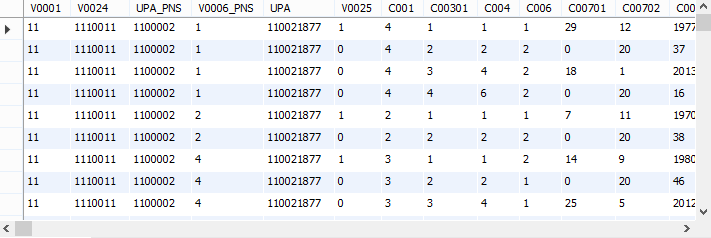 V0001 V0024 UPA_PNS V0006_PNS UPA V0025 C001 C00301 C004 C006 C00701 C00702 C00
11 1110011 1100002 1 110021877 1 4 1 1 1 29 12 1977
11 1110011 1100002 1 110021877 0 4 2 2 2 0 20 37
11 1110011 1100002 1 110021877 0 4 3 4 2 18 1 2013
11 1110011 1100002 1 110021877 0 4 4 6 2 0 20 16
11 1110011 1100002 2 110021877 1 2 1 1 1 7 11 1970
11 1110011 1100002 2 110021877 0 2 2 2 2 0 20 38
11 1110011 1100002 4 110021877 1 3 1 1 2 14 9 1980
11 1110011 1100002 4 110021877 0 3 2 2 1 0 20 46
11 1110011 1100002 4 110021877 0 3 3 4 1 25 5 2012